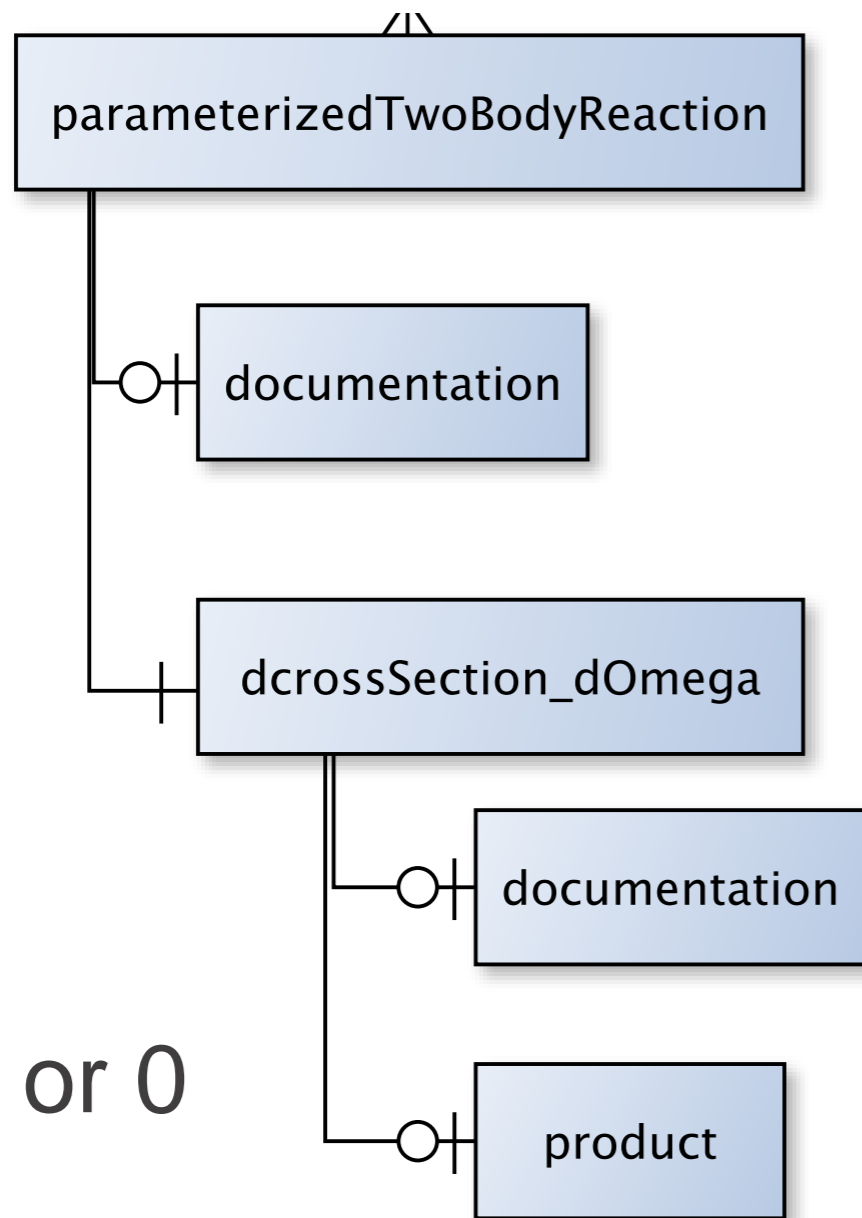 parameterizedTwoBodyReaction
documentation
dcrossSection_dOmega
documentation
or 0
product